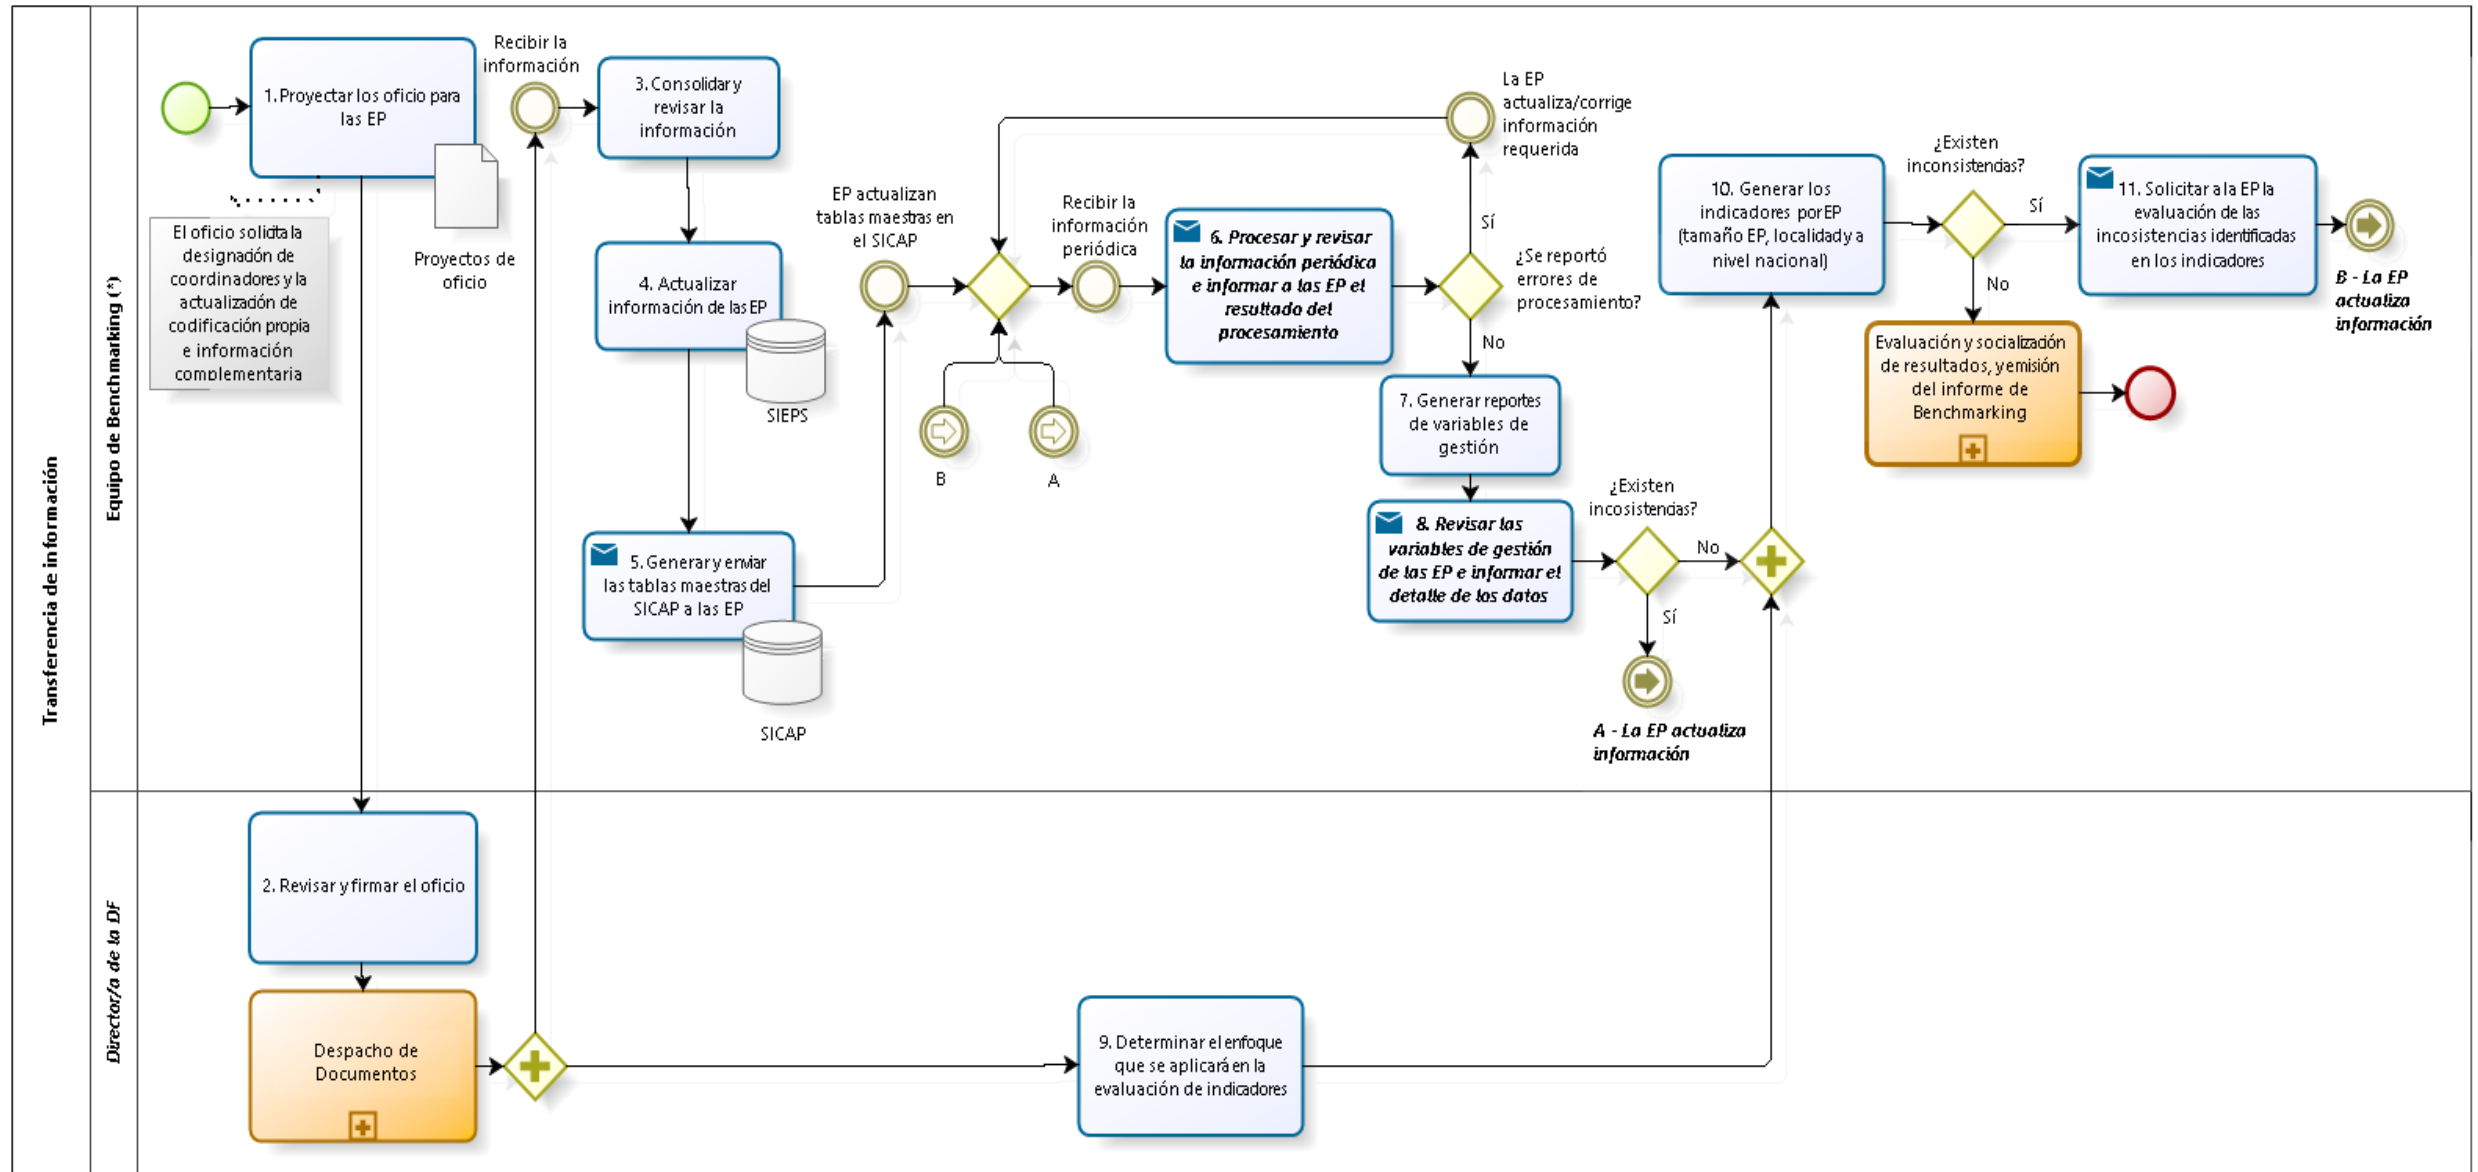 Transferencia de información
Equipo de Benchmarking (*)
Director/a de la DF
1. Proyectar los oficio para
las EP
El oficio solicita la
designación de
coordinadores y la
actualización de
codificación propia
e información
complementaria
Proyectos de
oficio
Recibir la
información
3. Consolidar y
revisar la
información
4. Actualizar
información de las EP
SIEPS
5. Generar y enviar
las tablas maestras del
SICAP a las EP
SICAP
EP actualizan
tablas maestras en
el SICAP
B
A
Recibir la
información
periódica
6. Procesar y revisar
la información periódica
e informar a las EP el
resultado del
procesamiento
La EP
actualiza/corrige
información
requerida
Sí
¿Se reportó
errores de
procesamiento?
No
7. Generar reportes
de variables de
gestión
8. Revisar las
variables de gestión
de las EP e informar el
detalle de los datos
¿Existen
incosistencias?
No
Sí
A - La EP actualiza
información
10. Generar los
indicadores por EP
(tamaño EP, localidad y a
nivel nacional)
¿Existen
inconsistencias?
Sí
No
11. Solicitar a la EP la
evaluación de las
incosistencias identificadas
en los indicadores
B - La EP
actualiza
información
Evaluación y socialización
de resultados, y emisión
del informe de
Benchmarking
2. Revisar y firmar el oficio
Despacho de
Documentos
9. Determinar el enfoque
que se aplicará en la
evaluación de indicadores